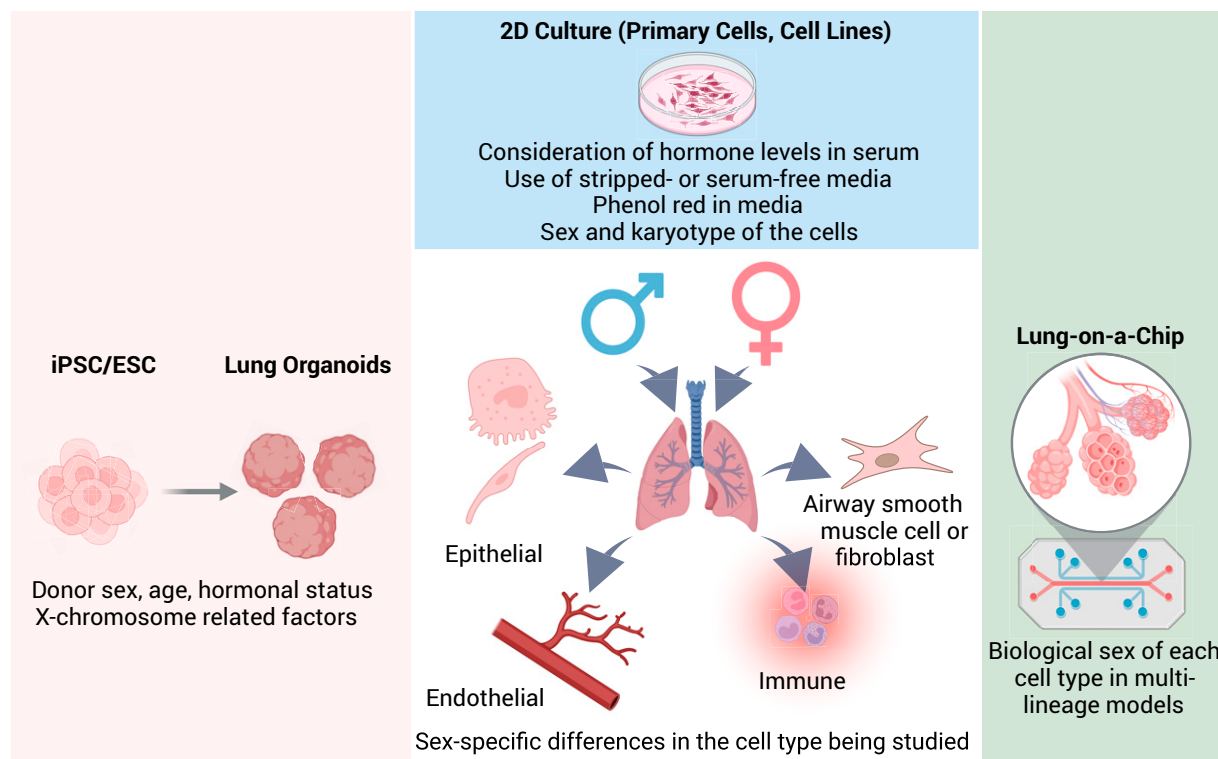 2D Culture (Primary Cells, Cell Lines)
Consideration of hormone levels in serum
Use of stripped- or serum-free media
Phenol red in media
Sex and karyotype of the cells
iPSC/ESC
Lung Organoids
Donor sex, age, hormonal status
X-chromosome related factors
Epithelial
Airway smooth
muscle cell or
fibroblast
Endothelial
Immune
Sex-specific differences in the cell type being studied
Lung-on-a-Chip
Biological sex of each
cell type in multi-
lineage models